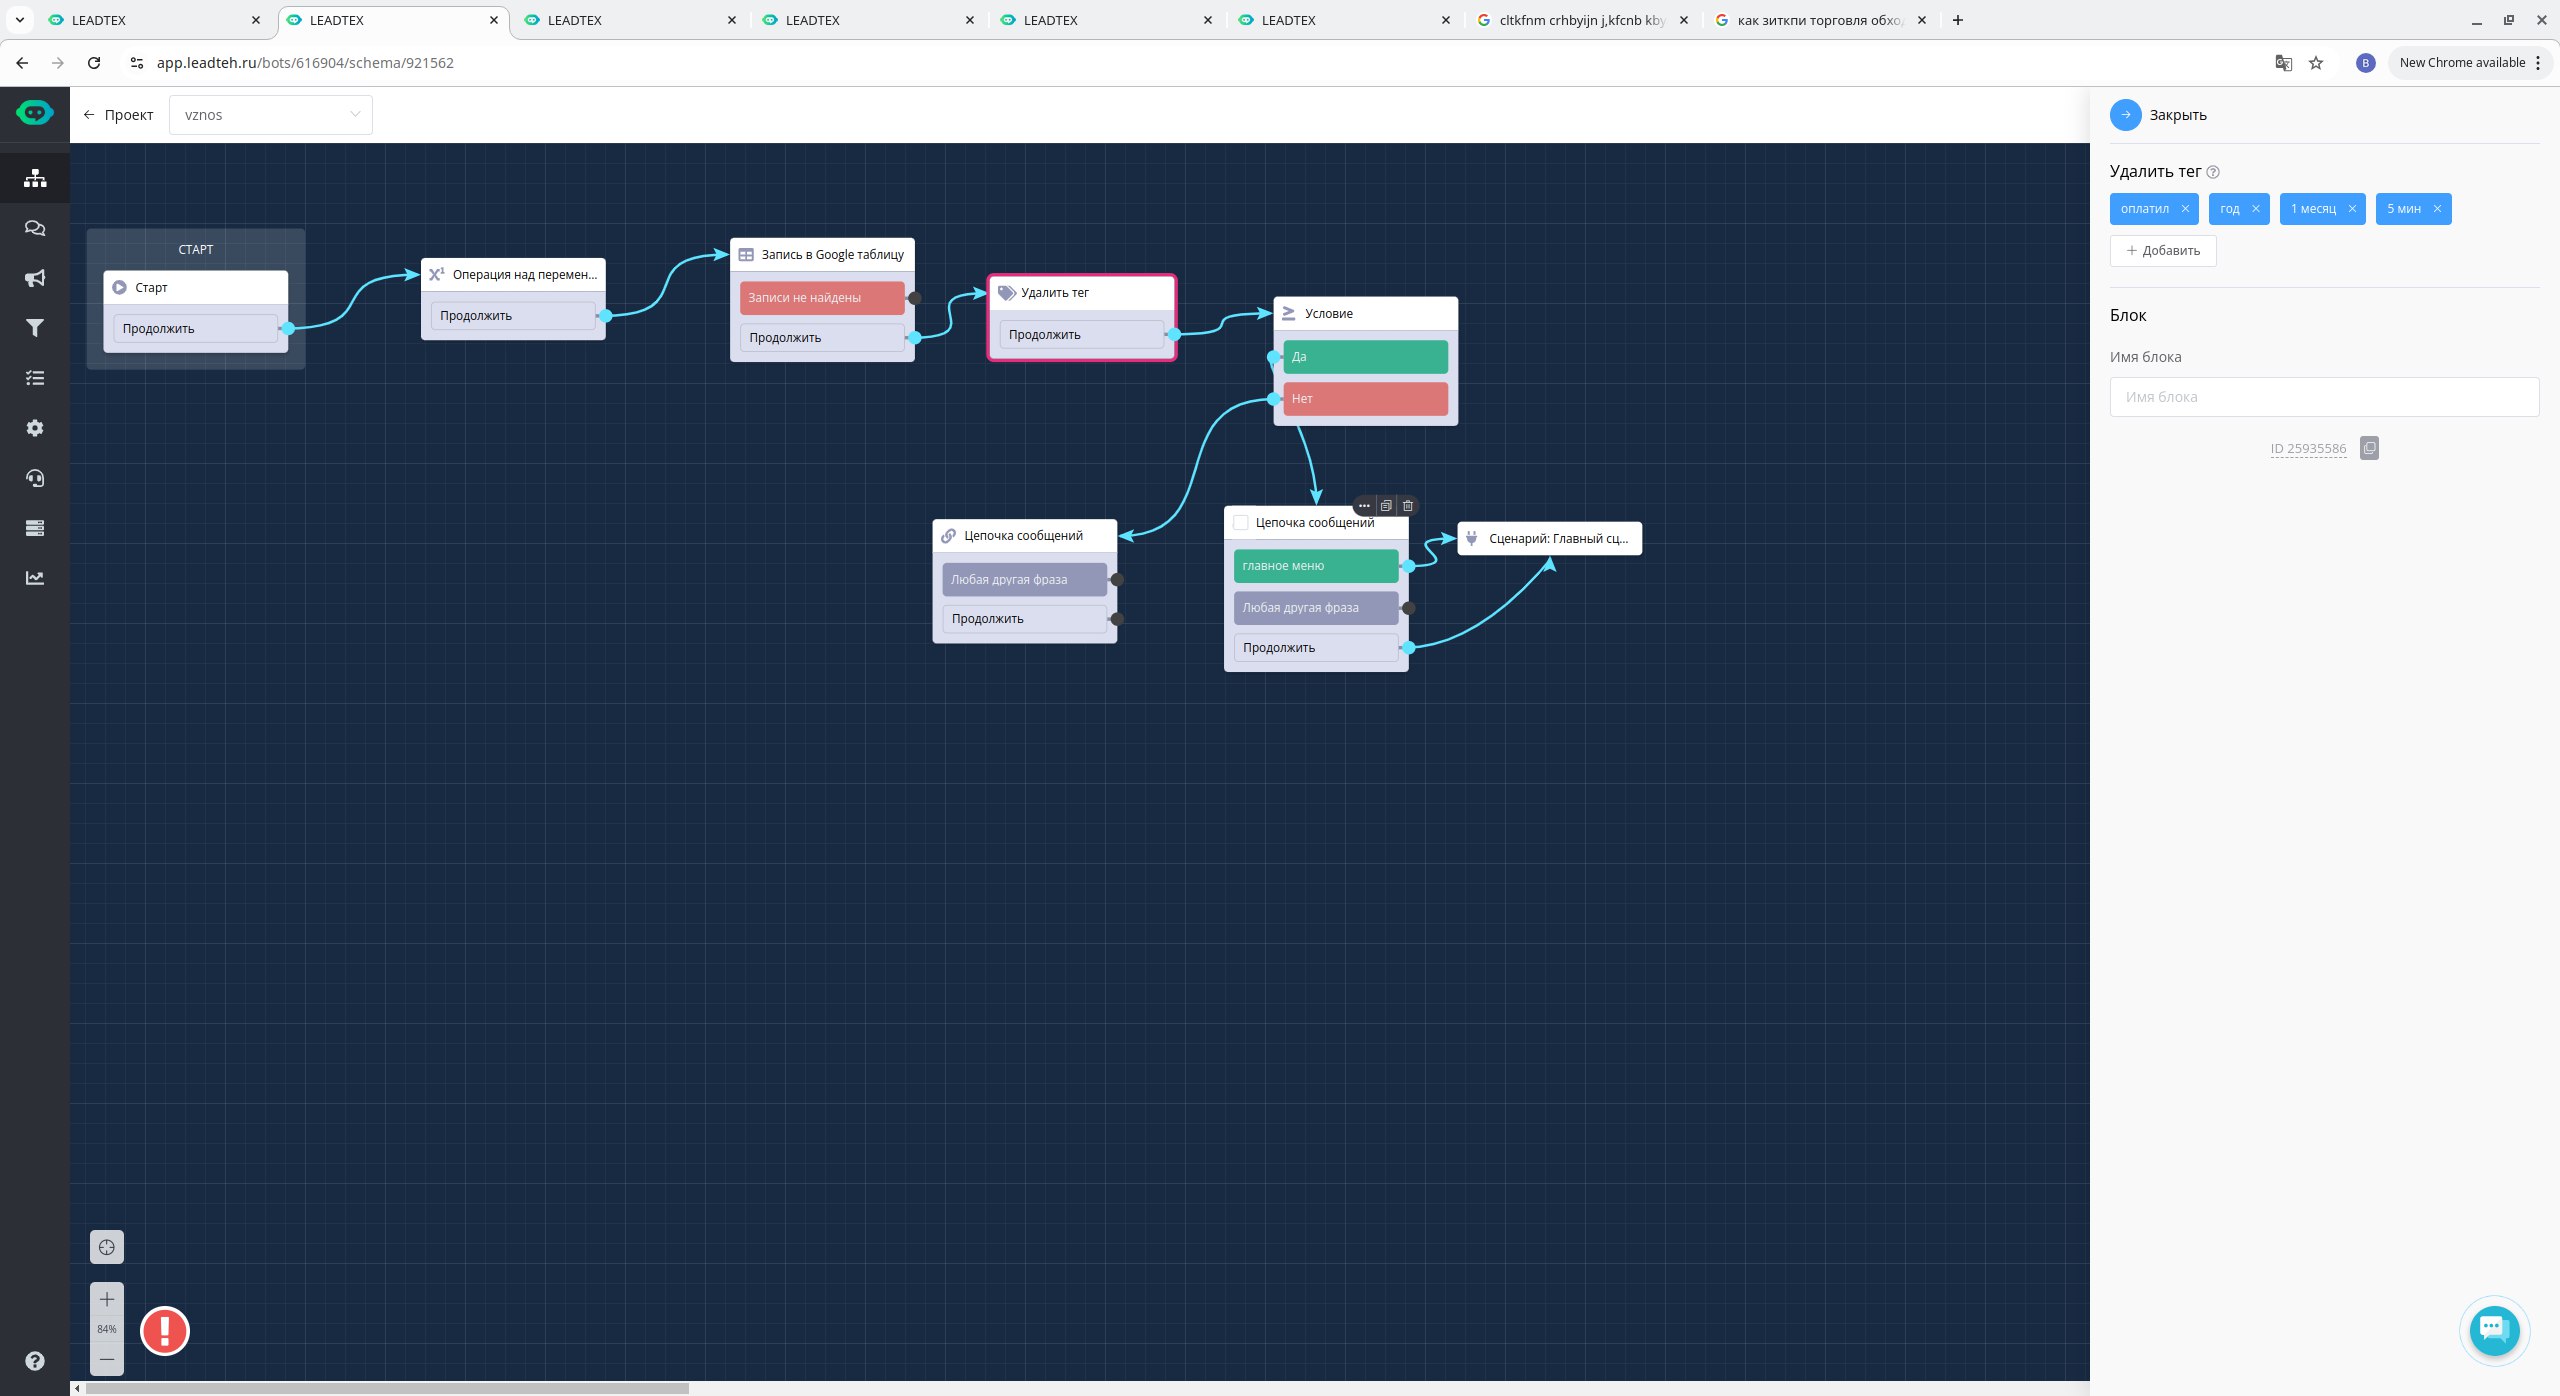 LEADTEX
LEADTEX
LEADTEX
LEADTEX
LEADTEX
LEADTEX
cltkfnm crhbyijn j,kfcnb kby
как зиткпи торговля обхо
app.leadteh.ru/bots/616904/schema/921562
B
New Chrome available
Проект
vznos
Закрыть
Удалить тег
оплатил
год
1 месяц
5 мин
Добавить
Блок
Имя блока
Имя блока
ID 25935586
СТАРТ
Старт
Продолжить
Операция над перемен...
Продолжить
Запись в Google таблицу
Записи не найдены
Продолжить
Удалить тег
Продолжить
Условие
Да
Нет
Цепочка сообщений
Любая другая фраза
Продолжить
Цепочка сообщений
главное меню
Любая другая фраза
Продолжить
Сценарий: Главный сц...
84%